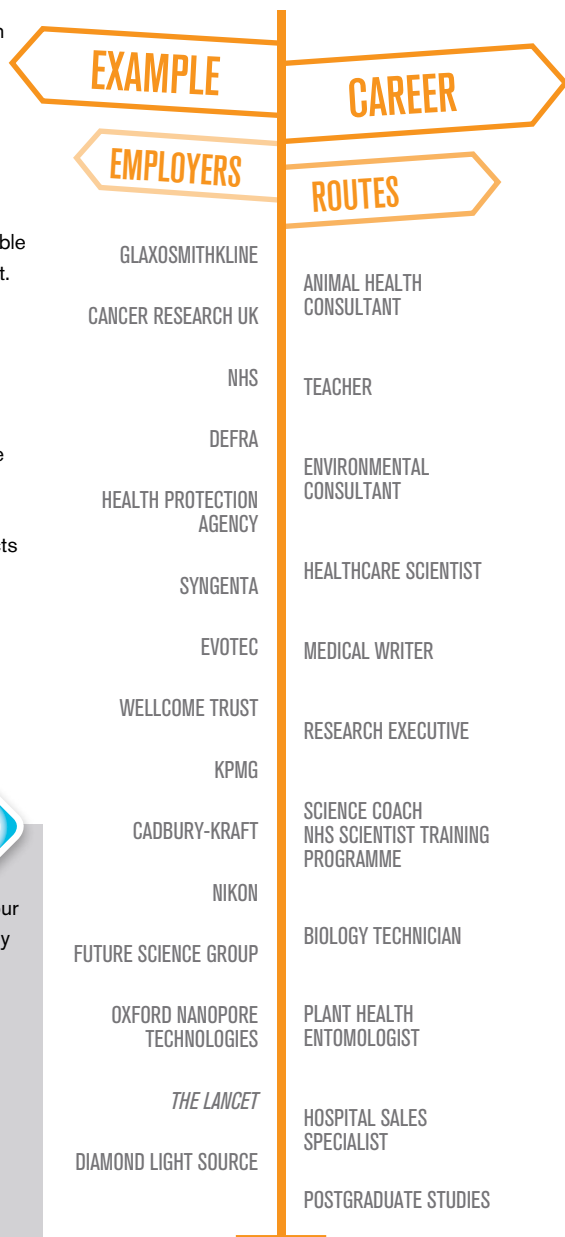 EXAMPLE
EMPLOYERS
GLAXOSMITHKLINE
CANCER RESEARCH UK
NHS
DEFRA
HEALTH PROTECTION
AGENCY
SYNGENTA
EVOTEC
WELLCOME TRUST
KPMG
CADBURY-KRAFT
NIKON
FUTURE SCIENCE GROUP
OXFORD NANOPORE
TECHNOLOGIES
THE LANCET
DIAMOND LIGHT SOURCE
CAREER
ROUTES
ANIMAL HEALTH
CONSULTANT
TEACHER
ENVIRONMENTAL
CONSULTANT
HEALTHCARE SCIENTIST
MEDICAL WRITER
RESEARCH EXECUTIVE
SCIENCE COACH
NHS SCIENTIST TRAINING
PROGRAMME
BIOLOGY TECHNICIAN
PLANT HEALTH
ENTOMOLOGIST
HOSPITAL SALES
SPECIALIST
POSTGRADUATE STUDIES